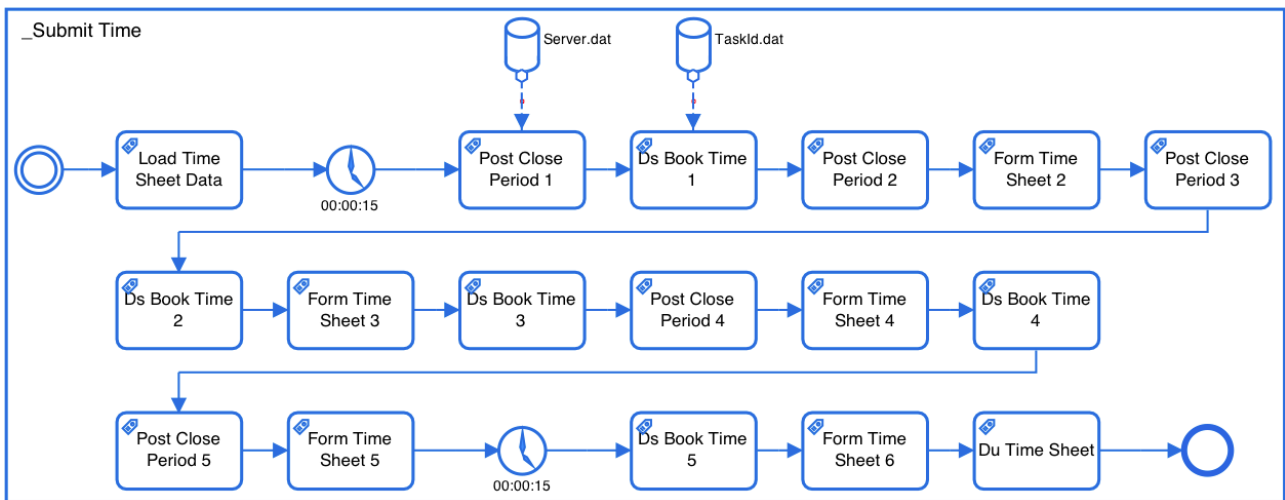 _Submit Time
Server.dat
TaskId.dat
Load Time
Sheet Data
00:00:15
Post Close
Period 1
Ds Book Time
1
Post Close
Period 2
Form Time
Sheet 2
Post Close
Period 3
Ds Book Time
2
Form Time
Sheet 3
Ds Book Time
3
Post Close
Period 4
Form Time
Sheet 4
Ds Book Time
4
Post Close
Period 5
Form Time
Sheet 5
00:00:15
Ds Book Time
5
Form Time
Sheet 6
Du Time Sheet